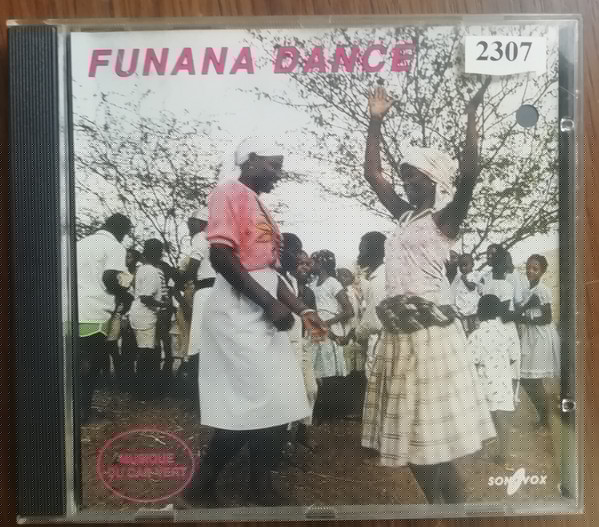 FUNANA DANCE
2307
MUSIQUE
DU CAP-VERT
SONOVOX